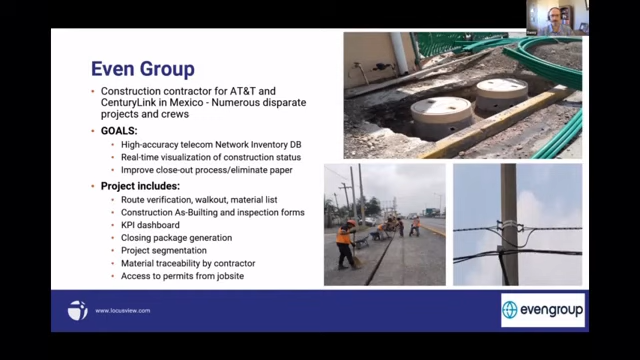 Even Group
• Construction contractor for AT&T and
CenturyLink in Mexico - Numerous disparate
projects and crews
• GOALS:
• High-accuracy telecom Network Inventory DB
• Real-time visualization of construction status
• Improve close-out process/eliminate paper
• Project includes:
• Route verification, walkout, material list
• Construction As-Builting and inspection forms
• KPI dashboard
• Closing package generation
• Project segmentation
• Material traceability by contractor
• Access to permits from jobsite
www.locusview.com
evengroup